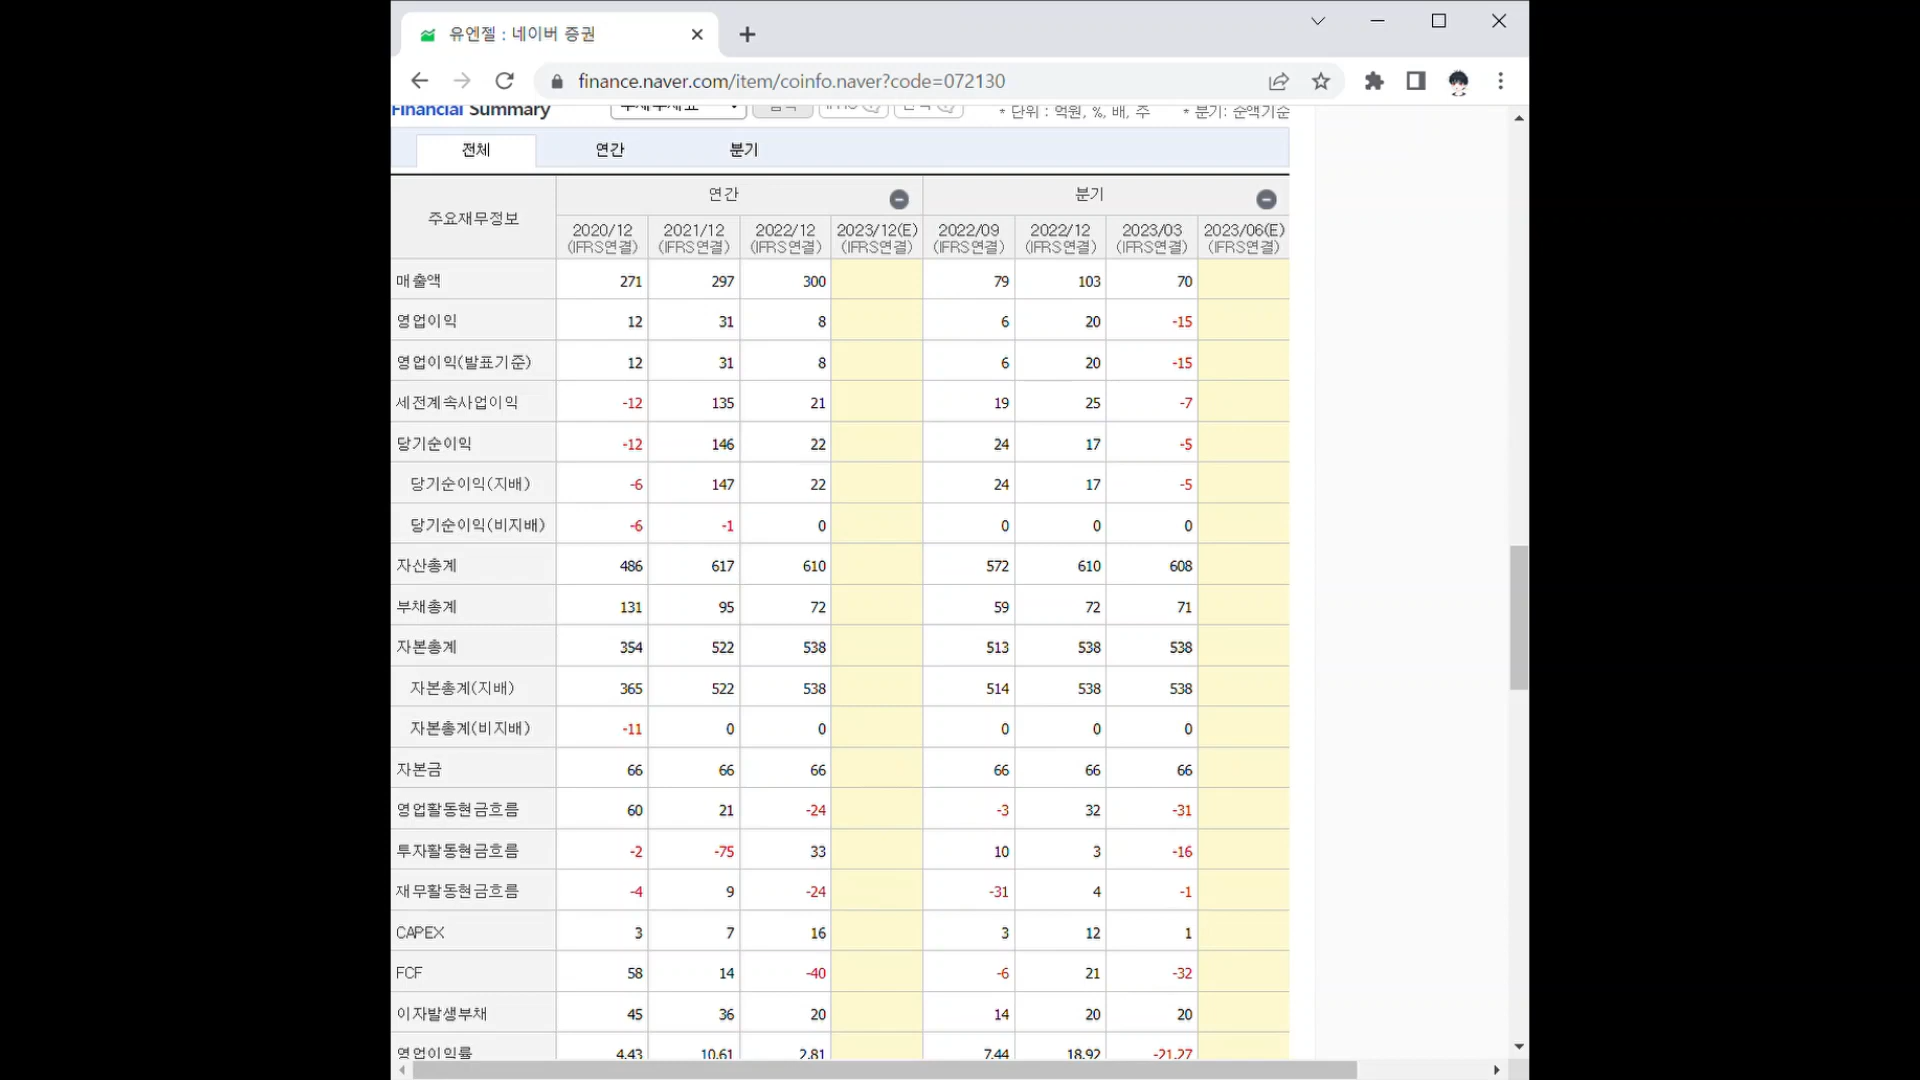 유엔젤 : 네이버 증권
finance.naver.com/item/coinfo.naver?code=072130
Financial Summary * 단위 : 억원, %, 배, 주 * 분기: 순액기준
전체 연간 분기
주요재무정보 연간 분기
2020/12 (IFRS연결) 2021/12 (IFRS연결) 2022/12 (IFRS연결) 2023/12(E) (IFRS연결) 2022/09 (IFRS연결) 2022/12 (IFRS연결) 2023/03 (IFRS연결) 2023/06(E) (IFRS연결)
매출액 271 297 300 79 103 70
영업이익 12 31 8 6 20 -15
영업이익(발표기준) 12 31 8 6 20 -15
세전계속사업이익 -12 135 21 19 25 -7
당기순이익 -12 146 22 24 17 -5
당기순이익(지배) -6 147 22 24 17 -5
당기순이익(비지배) -6 -1 0 0 0 0
자산총계 486 617 610 572 610 608
부채총계 131 95 72 59 72 71
자본총계 354 522 538 513 538 538
자본총계(지배) 365 522 538 514 538 538
자본총계(비지배) -11 0 0 0 0 0
자본금 66 66 66 66 66 66
영업활동현금흐름 60 21 -24 -3 32 -31
투자활동현금흐름 -2 -75 33 10 3 -16
재무활동현금흐름 -4 9 -24 -31 4 -1
CAPEX 3 7 16 3 12 1
FCF 58 14 -40 -6 21 -32
이자발생부채 45 36 20 14 20 20
영업이익률 4.43 10.61 2.81 7.44 18.92 -21.27